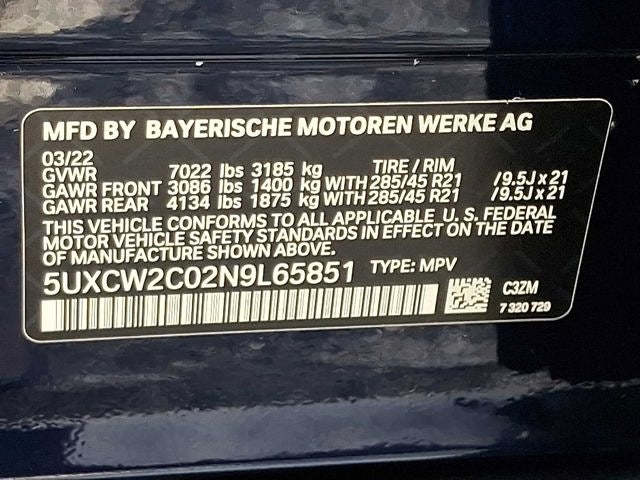 MFD BY BAYERISCHE MOTOREN WERKE AG
03/22 TIRE / RIM
GVWR 7022 lbs 3185 kg
GAWR FRONT 3086 lbs 1400 kg WITH 285/45 R21 /9.5J x 21
GAWR REAR 4134 lbs 1875 kg WITH 285/45 R21 /9.5J x 21
THIS VEHICLE CONFORMS TO ALL APPLICABLE U. S. FEDERAL
MOTOR VEHICLE SAFETY STANDARDS IN EFFECT ON THE DATE
OF MANUFACTURE SHOWN ABOVE.
5UXCW2C02N9L65851 TYPE: MPV
C3ZM
7 320 729